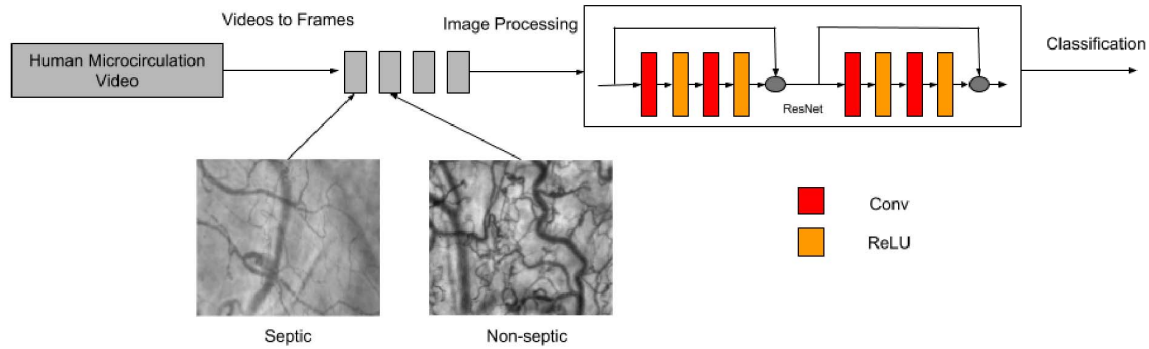 Videos to Frames
Image Processing
Human Microcirculation
Video
Classification
ResNet
Conv
ReLU
Septic
Non-septic